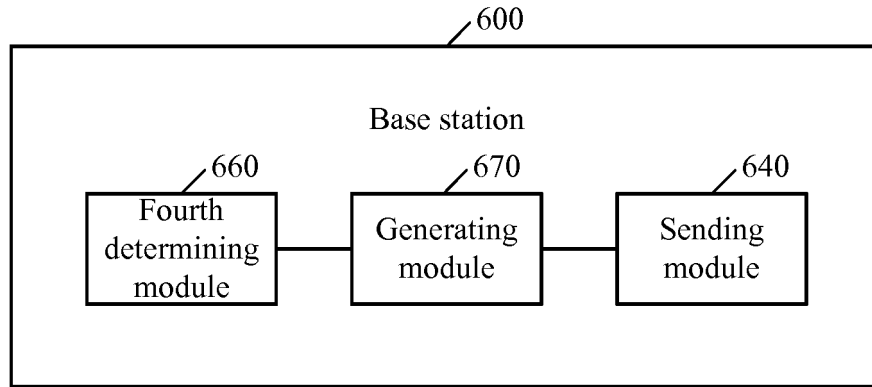 600
Base station
660
670
640
Fourth
determining
module
Generating
module
Sending
module